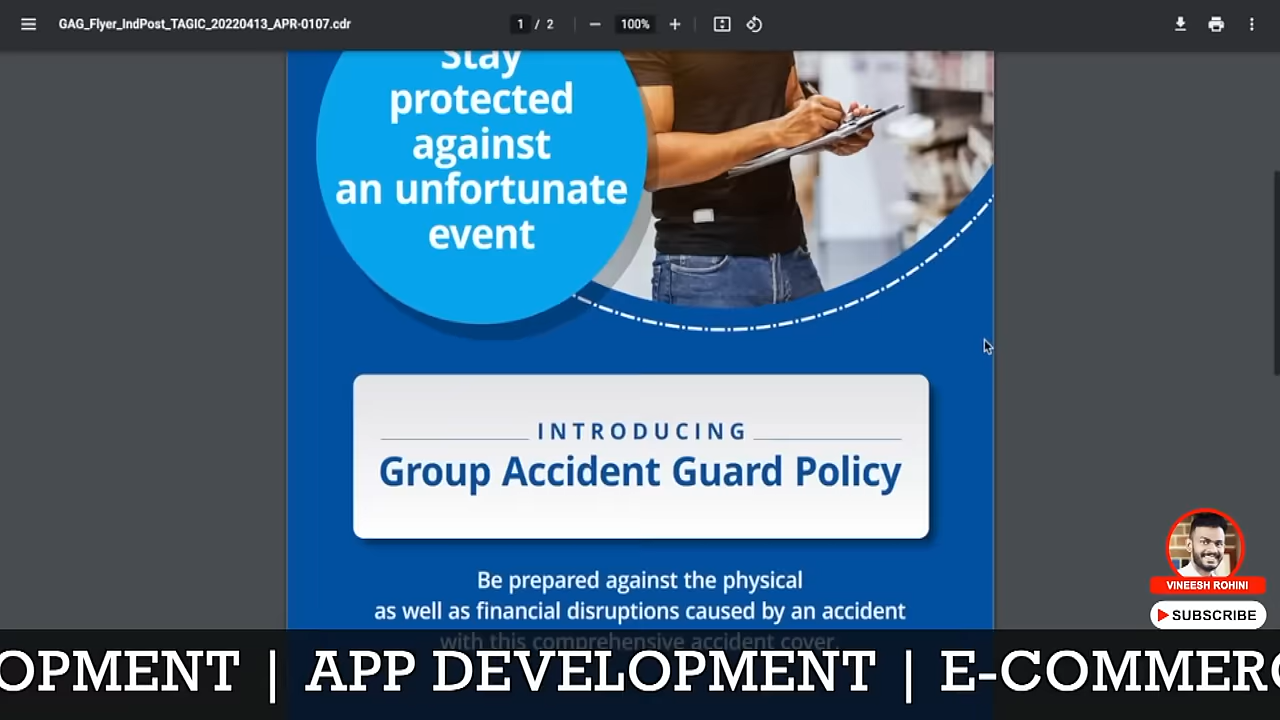 GAG_Flyer_IndPost_TAGIC_20220413_APR-0107.cdr
1 / 2
100%
Stay
protected
against
an unfortunate
event
INTRODUCING
Group Accident Guard Policy
Be prepared against the physical
as well as financial disruptions caused by an accident
with this comprehensive accident cover.
VINEESH ROHINI
SUBSCRIBE
OPMENT | APP DEVELOPMENT | E-COMMERC